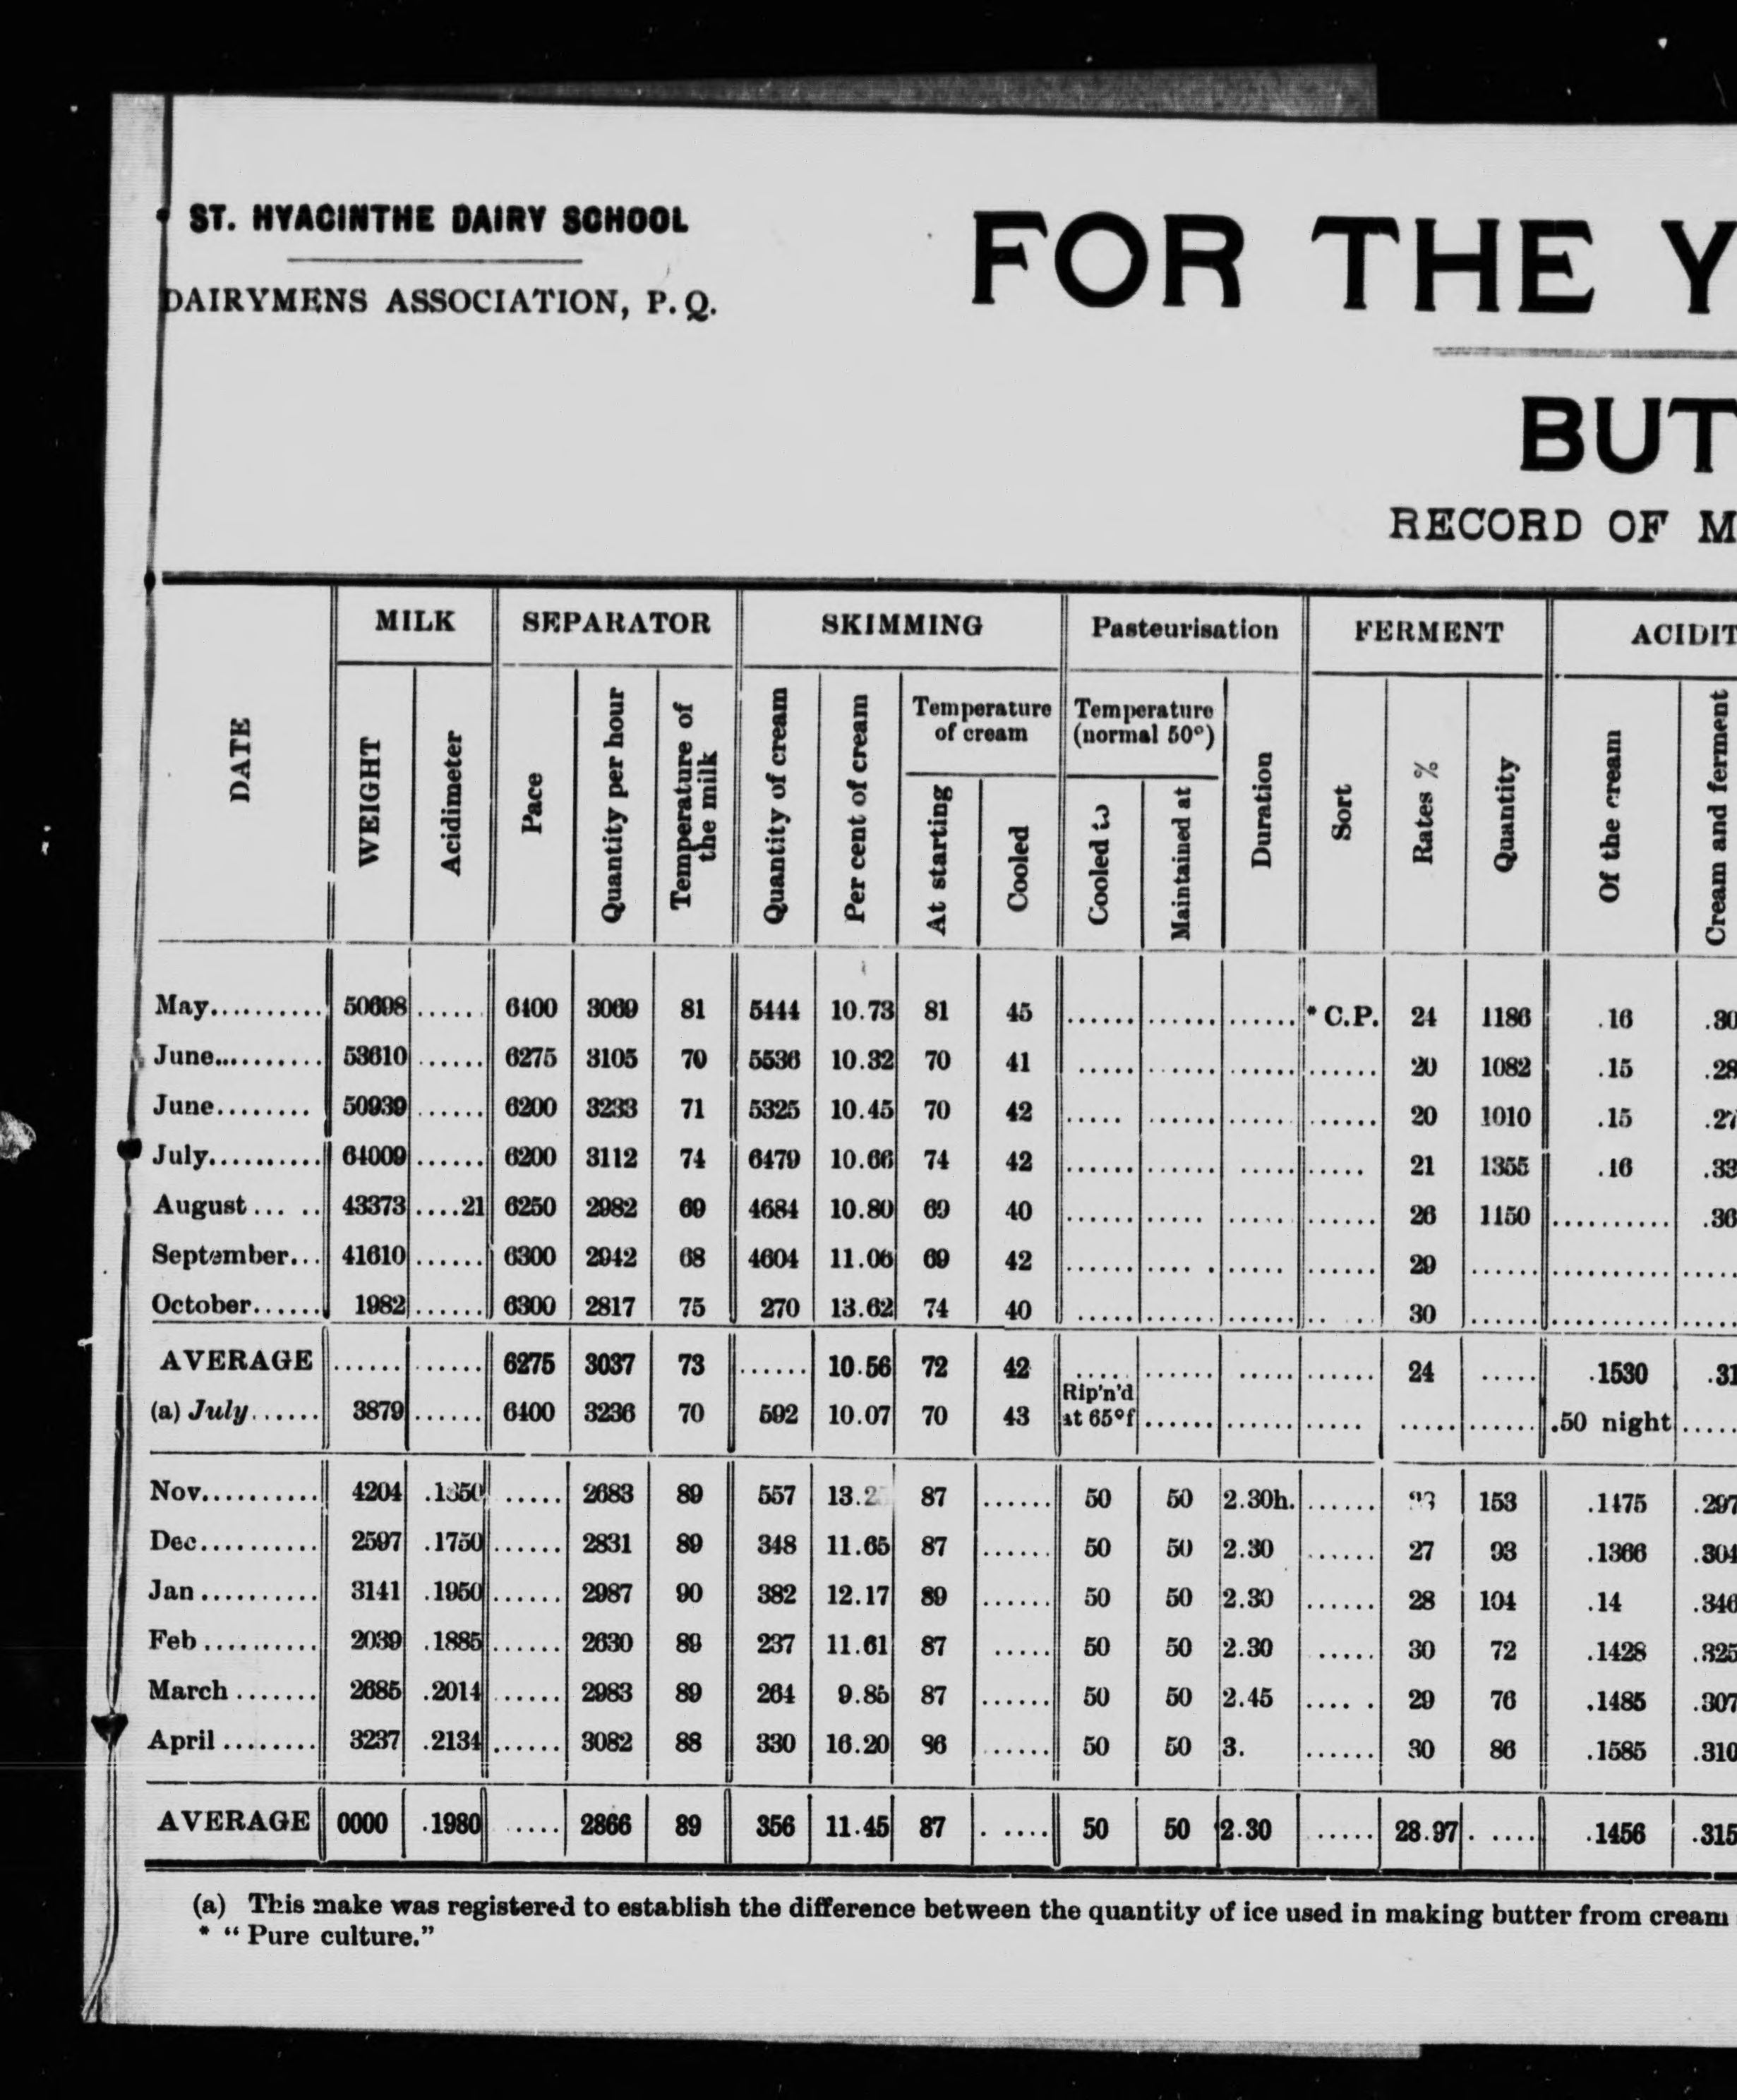 ST. HYACINTHE DAIRY SCHOOL
DAIRYMENS ASSOCIATION, P. Q.
FOR THE Y
BUT
RECORD OF M
DATE MILK SEPARATOR SKIMMING Pasteurisation FERMENT ACIDIT
WEIGHT Acidimeter Pace Quantity per hour Temperature of the milk Quantity of cream Per cent of cream Temperature of cream Temperature (normal 50°) Duration Sort Rates % Quantity Of the cream Cream and ferment
At starting Cooled Cooled to Maintained at
May.......... 50698 ...... 6400 3069 81 5444 10.73 81 45 ...... ...... ...... * C.P. 24 1186 .16 .30
June.......... 53610 ...... 6275 3105 70 5536 10.32 70 41 ..... ...... ...... ...... 20 1082 .15 .28
June........ 50939 ...... 6200 3233 71 5325 10.45 70 42 ..... ...... ...... ...... 20 1010 .15 .27
July.......... 64009 ...... 6200 3112 74 6479 10.66 74 42 ...... ...... ...... ..... 21 1355 .16 .33
August... .. 43373 ....21 6250 2982 69 4684 10.80 69 40 ...... ..... ...... ...... 26 1150 .......... .36
September... 41610 ...... 6300 2942 68 4604 11.06 69 42 ...... .... . ..... ...... 29 ...... .......... .....
October...... 1982 ...... 6300 2817 75 270 13.62 74 40 ..... ...... ...... .. . 30 ...... .......... .....
AVERAGE ...... ...... 6275 3037 73 ...... 10.56 72 42 .... ...... ..... ...... 24 ..... .1530 .31
(a) July...... 3879 ...... 6400 3236 70 592 10.07 70 43 Rip'n'd at 65°f ...... ...... ..... ..... ...... .50 night .....
Nov.......... 4204 ..... 2683 89 557 87 ...... 50 50 2.30h. ...... 153 .1475 .297
Dec.......... 2597 .1750 ...... 2831 89 348 11.65 87 ...... 50 50 2.30 ...... 27 93 .1366 .304
Jan.......... 3141 .1950 ...... 2987 90 382 12.17 89 ...... 50 50 2.30 ...... 28 104 .14 .346
Feb.......... 2039 .1885 ...... 2630 89 237 11.61 87 ..... 50 50 2.30 ..... 30 72 .1428 .325
March....... 2685 .2014 ...... 2983 89 264 9.85 87 ...... 50 50 2.45 .... . 29 76 .1485 .307
April........ 3237 .2134 ...... 3082 88 330 16.20 96 ...... 50 50 3. ...... 30 86 .1585 .310
AVERAGE 0000 .1980 ..... 2866 89 356 11.45 87 . .... 50 50 2.30 ...... 28.97 . .... .1456 .315
(a) This make was registered to establish the difference between the quantity of ice used in making butter from cream
* "Pure culture."